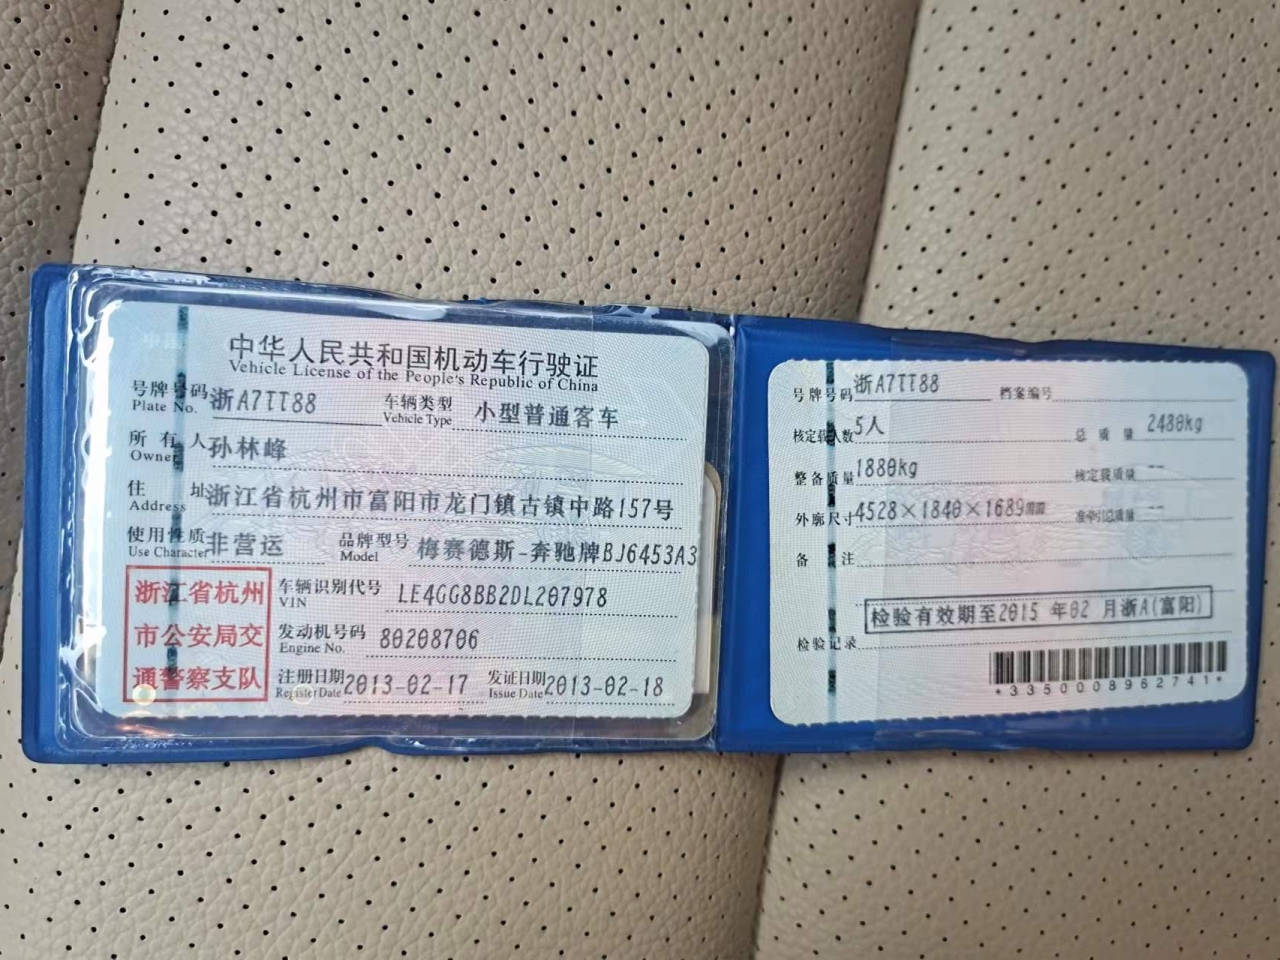 中华人民共和国机动车行驶证
Vehicle License of the People's Republic of China
号牌号码 浙A7TT88 车辆类型 小型普通客车
Plate No. Vehicle Type
所有人 孙林峰
Owner
住址 浙江省杭州市富阳市龙门镇古镇中路157号
Address
使用性质 非营运 品牌型号 梅赛德斯-奔驰牌BJ6453A3
Use Character Model
浙江省杭州
市公安局交
通警察支队
车辆识别代号 LE4GG8BB2DL207978
VIN
发动机号码 80208706
Engine No.
注册日期 2013-02-17 发证日期 2013-02-18
Register Date Issue Date
号牌号码 浙A7TT88 档案编号
核定载人数 5人 总质量 2480kg
整备质量 1880kg 核定载质量 --
外廓尺寸 4528×1840×1689mm 准牵引总质量 --
备注
检验有效期至2015 年02 月浙A(富阳)
检验记录
*3350008962741*